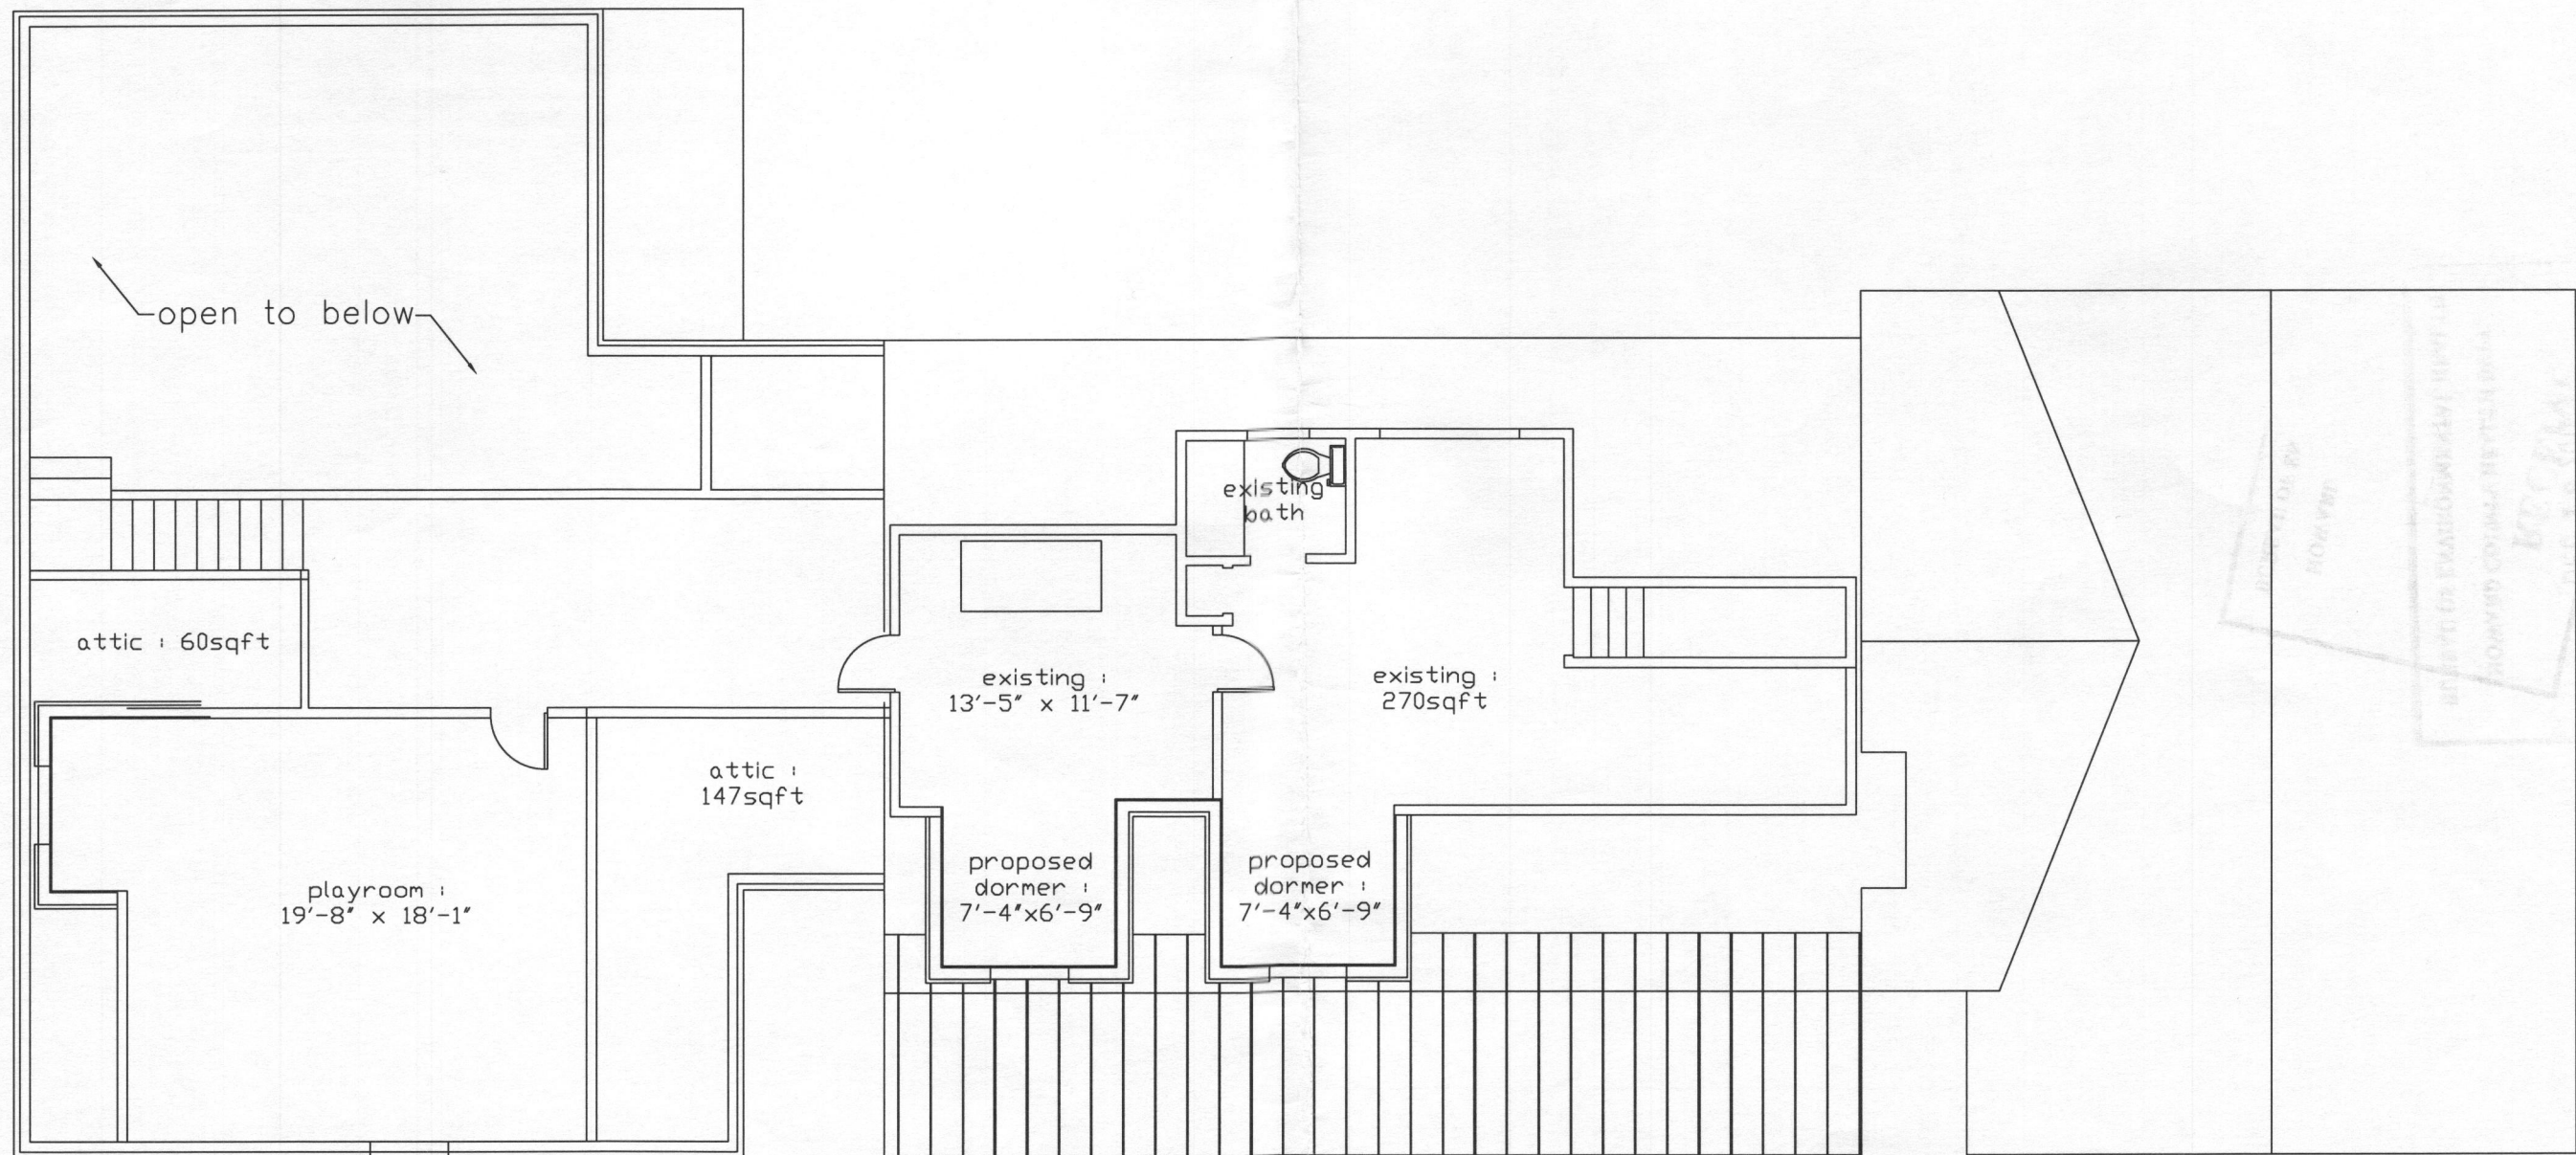 open to below
existing
bath
attic : 60sqft
existing :
13'-5" x 11'-7"
existing :
270sqft
attic :
147sqft
playroom :
19'-8" x 18'-1"
proposed
dormer :
7'-4"x6'-9"
proposed
dormer :
7'-4"x6'-9"